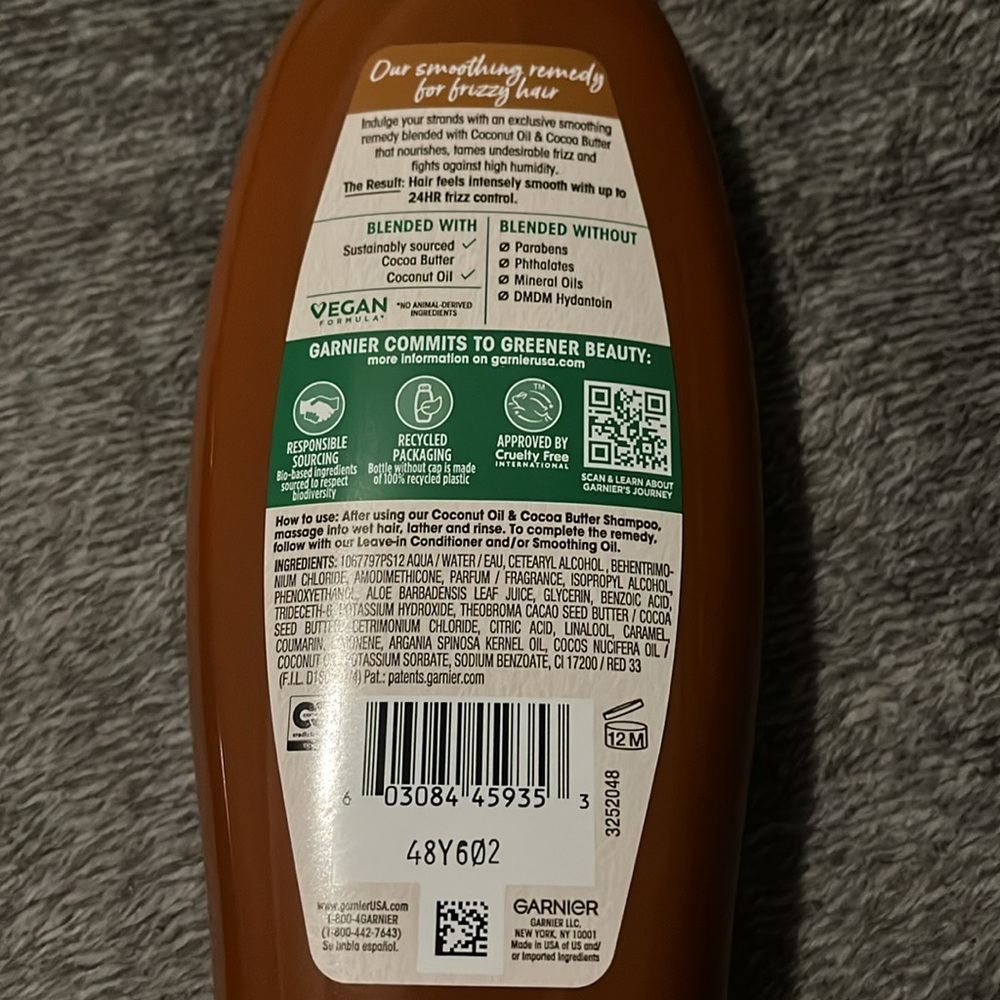 Our smoothing remedy
for frizzy hair
Indulge your strands with an exclusive smoothing
remedy blended with Coconut Oil & Cocoa Butter
that nourishes, tames undesirable frizz and
fights against high humidity.
The Result: Hair feels intensely smooth with up to
24HR frizz control.
BLENDED WITH
Sustainably sourced ✓
Cocoa Butter
Coconut Oil ✓
VEGAN
FORMULA*
*NO ANIMAL-DERIVED
INGREDIENTS
BLENDED WITHOUT
Ø Parabens
Ø Phthalates
Ø Mineral Oils
Ø DMDM Hydantoin
GARNIER COMMITS TO GREENER BEAUTY:
more information on garnierusa.com
RESPONSIBLE
SOURCING
Bio-based ingredients
sourced to respect
biodiversity
RECYCLED
PACKAGING
Bottle without cap is made
of 100% recycled plastic
TM
APPROVED BY
Cruelty Free
INTERNATIONAL
SCAN & LEARN ABOUT
GARNIER'S JOURNEY
How to use: After using our Coconut Oil & Cocoa Butter Shampoo,
massage into wet hair, lather and rinse. To complete the remedy,
follow with our Leave-in Conditioner and/or Smoothing Oil.
INGREDIENTS: 1067797PS12 AQUA / WATER / EAU, CETEARYL ALCOHOL, BEHENTRIMO-
NIUM CHLORIDE, AMODIMETHICONE, PARFUM / FRAGRANCE, ISOPROPYL ALCOHOL,
PHENOXYETHANOL, ALOE BARBADENSIS LEAF JUICE, GLYCERIN, BENZOIC ACID,
TRIDECETH-6, POTASSIUM HYDROXIDE, THEOBROMA CACAO SEED BUTTER / COCOA
SEED BUTTER, CETRIMONIUM CHLORIDE, CITRIC ACID, LINALOOL, CARAMEL,
COUMARIN, LIMONENE, ARGANIA SPINOSA KERNEL OIL, COCOS NUCIFERA OIL /
COCONUT OIL, POTASSIUM SORBATE, SODIUM BENZOATE, CI 17200 / RED 33
(F.I.L. Pat.: patents.garnier.com
12 M
6 03084 45935 3
3252048
48Y6Ø2
www.garnierUSA.com
1-800-4GARNIER
(1-800-442-7643)
Se habla español.
GARNIER
GARNIER LLC,
NEW YORK, NY 10001
Made in USA of US and/
or Imported Ingredients